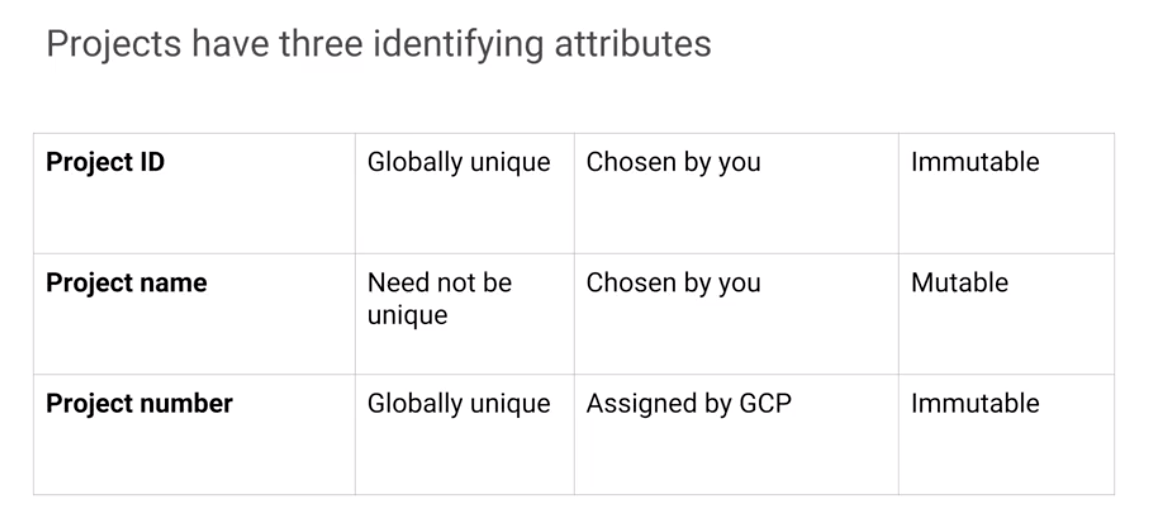 Projects have three identifying attributes
Project ID
Globally unique
Chosen by you
Immutable
Project name
Need not be
unique
Chosen by you
Mutable
Project number
Globally unique
Assigned by GCP
Immutable